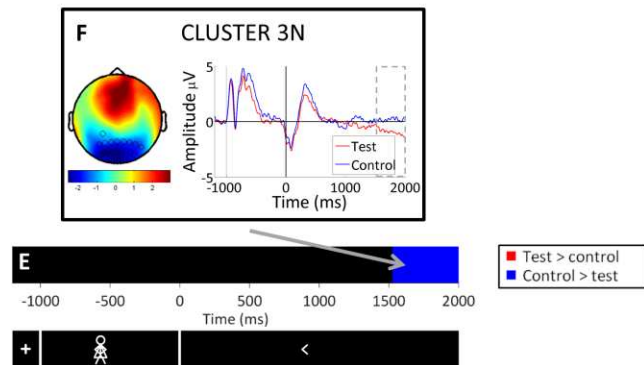 F CLUSTER 3N
Amplitude µV
5
0
-5
Test
Control
-1000 0 1000 2000
Time (ms)
-2 -1 0 1 2
E
Test > control
Control > test
-1000 -500 0 500 1000 1500 2000
Time (ms)
+ <